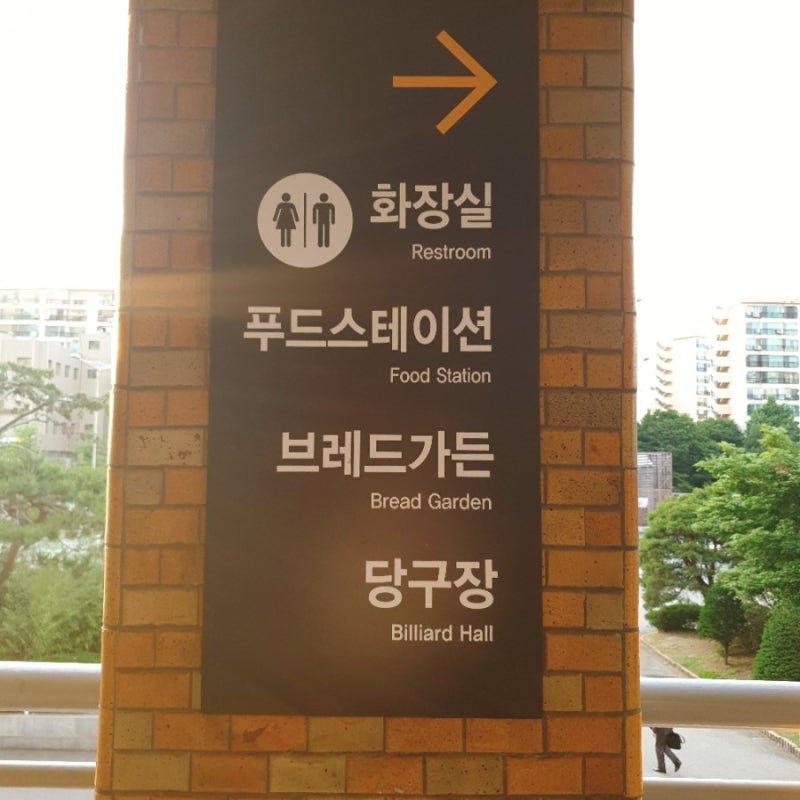 화장실
Restroom
푸드스테이션
Food Station
브레드가든
Bread Garden
당구장
Billiard Hall